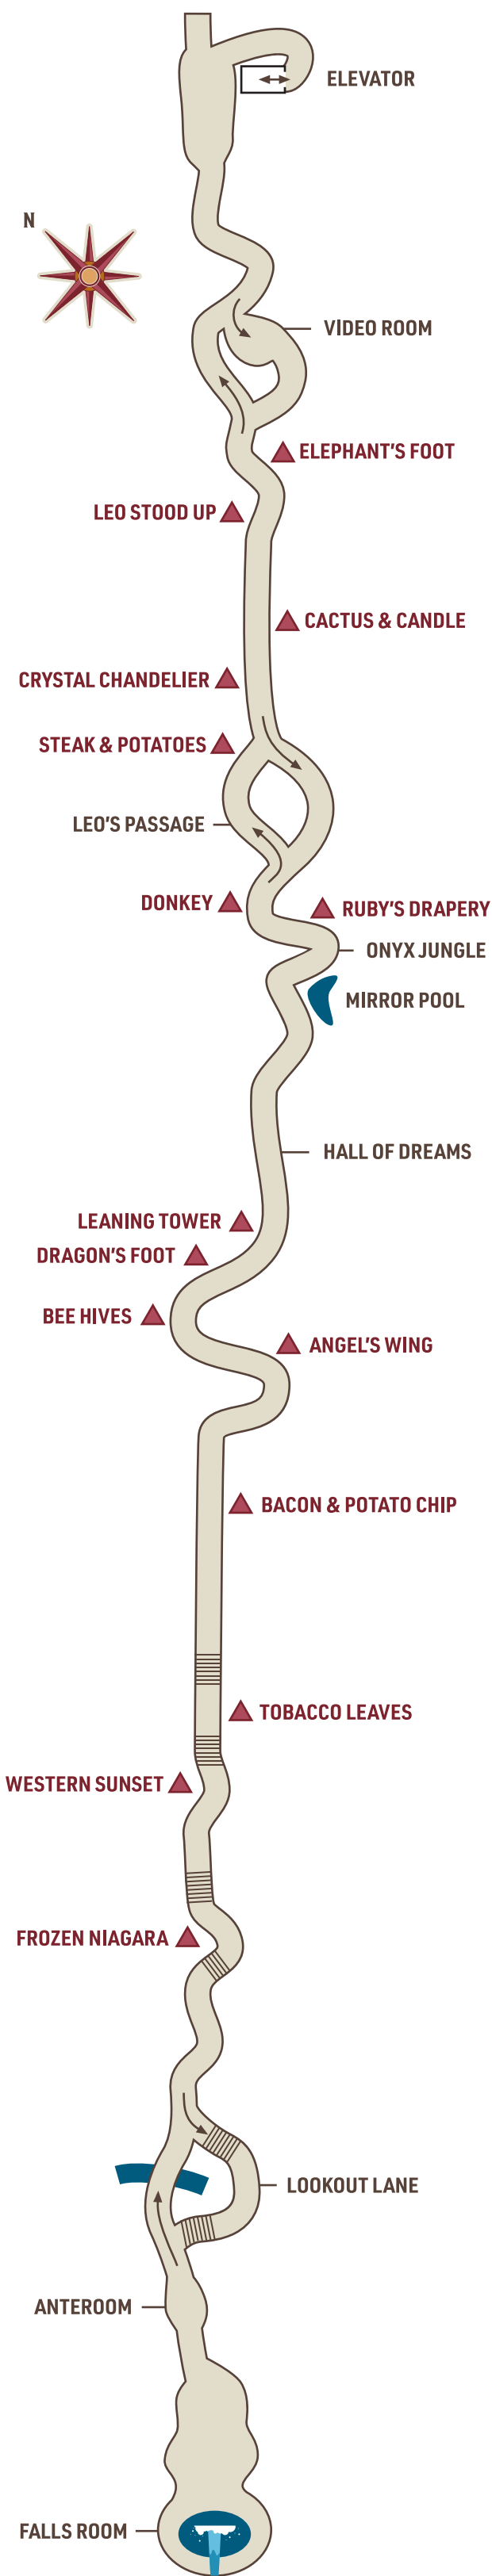 ELEVATOR
N
VIDEO ROOM
ELEPHANT'S FOOT
LEO STOOD UP
CACTUS & CANDLE
CRYSTAL CHANDELIER
STEAK & POTATOES
LEO'S PASSAGE
DONKEY
RUBY'S DRAPERY
ONYX JUNGLE
MIRROR POOL
HALL OF DREAMS
LEANING TOWER
DRAGON'S FOOT
BEE HIVES
ANGEL'S WING
BACON & POTATO CHIP
TOBACCO LEAVES
WESTERN SUNSET
FROZEN NIAGARA
LOOKOUT LANE
ANTEROOM
FALLS ROOM